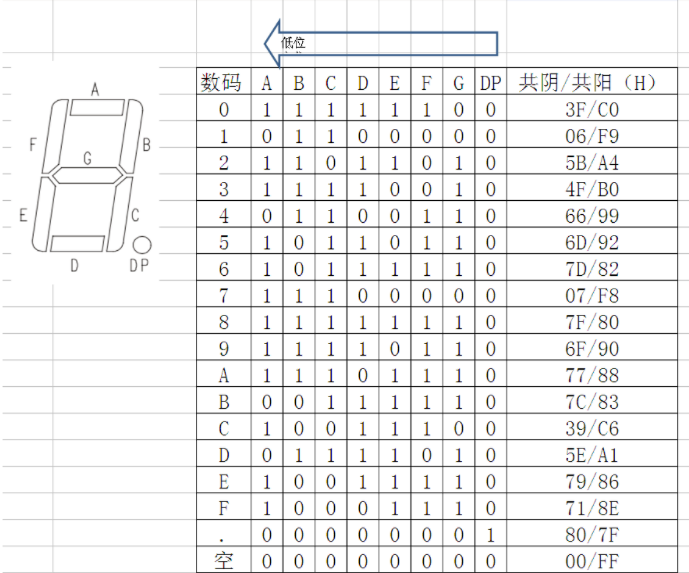 低位
数码 A B C D E F G DP 共阴/共阳（H）
0 1 1 1 1 1 1 0 0 3F/C0
1 0 1 1 0 0 0 0 0 06/F9
2 1 1 0 1 1 0 1 0 5B/A4
3 1 1 1 1 0 0 1 0 4F/B0
4 0 1 1 0 0 1 1 0 66/99
5 1 0 1 1 0 1 1 0 6D/92
6 1 0 1 1 1 1 1 0 7D/82
7 1 1 1 0 0 0 0 0 07/F8
8 1 1 1 1 1 1 1 0 7F/80
9 1 1 1 1 0 1 1 0 6F/90
A 1 1 1 0 1 1 1 0 77/88
B 0 0 1 1 1 1 1 0 7C/83
C 1 0 0 1 1 1 0 0 39/C6
D 0 1 1 1 1 0 1 0 5E/A1
E 1 0 0 1 1 1 1 0 79/86
F 1 0 0 0 1 1 1 0 71/8E
. 0 0 0 0 0 0 0 1 80/7F
空 0 0 0 0 0 0 0 0 00/FF
A
F B
G
E C
D DP